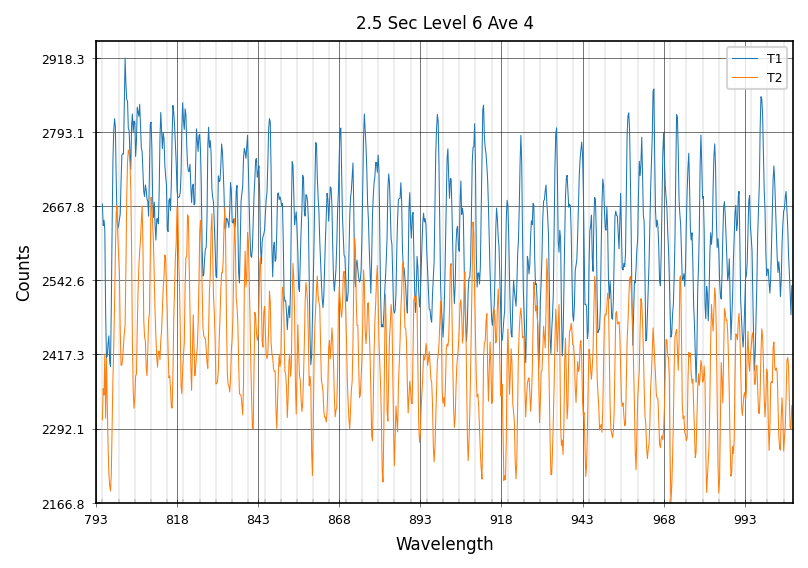 2.5 Sec Level 6 Ave 4
T1
T2
2918.3
2793.1
2667.8
2542.6
2417.3
2292.1
2166.8
Counts
793 818 843 868 893 918 943 968 993
Wavelength